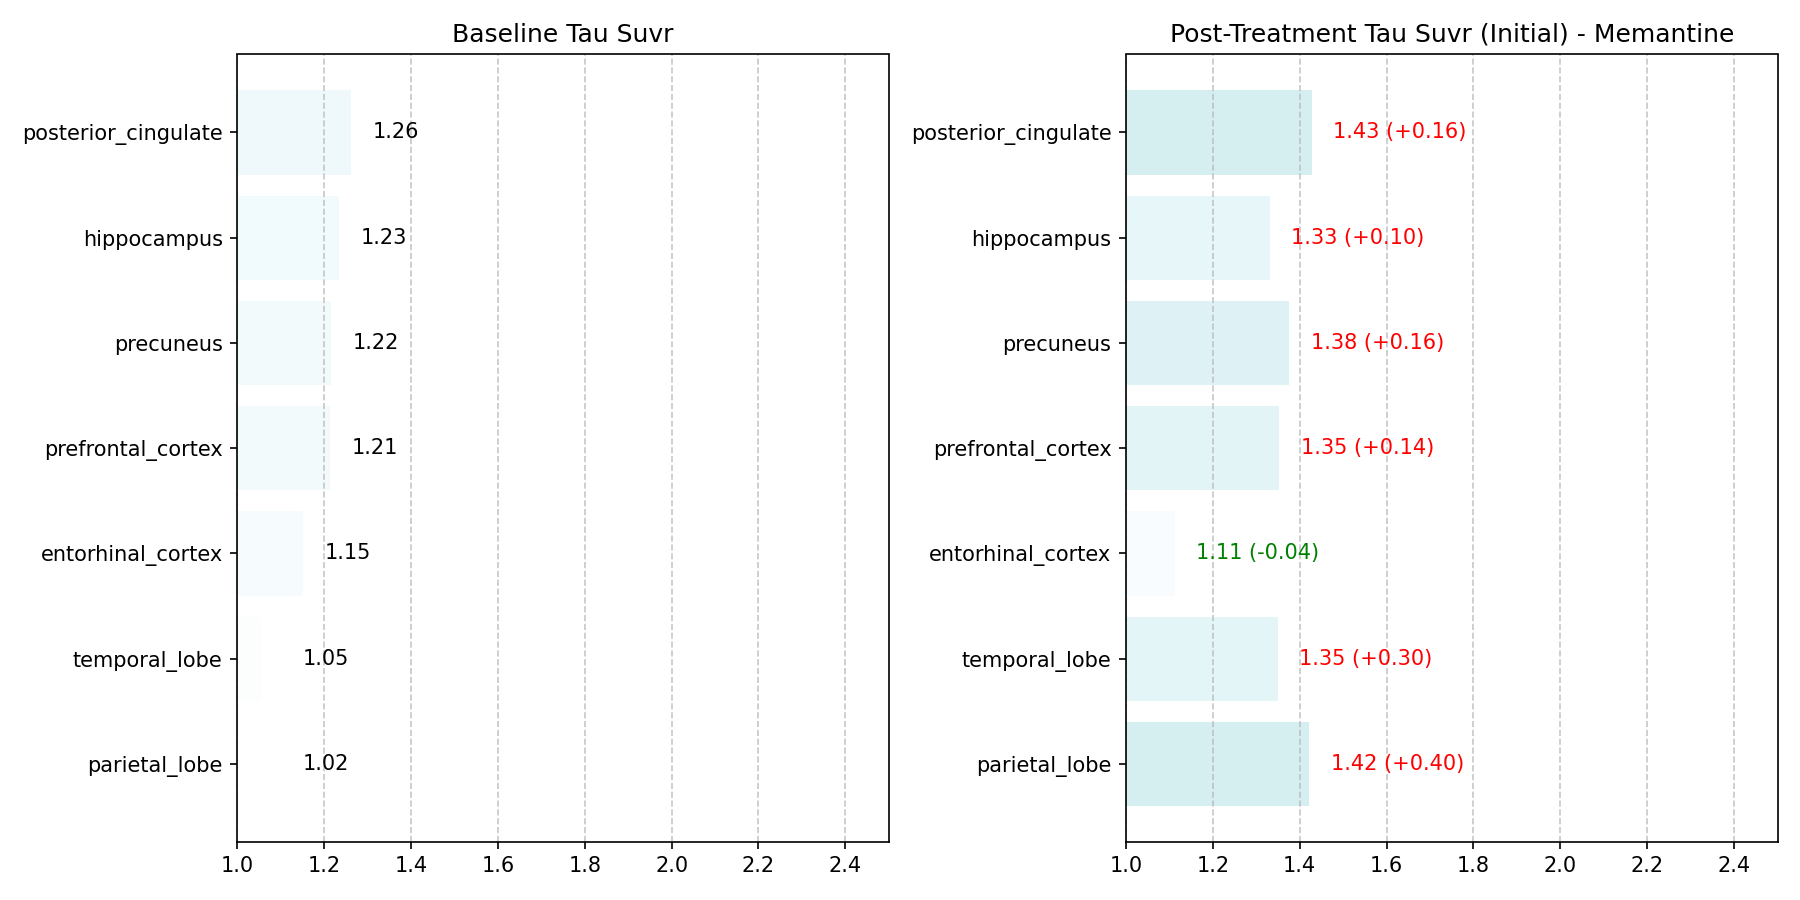 Baseline Tau Suvr
posterior_cingulate 1.26
hippocampus 1.23
precuneus 1.22
prefrontal_cortex 1.21
entorhinal_cortex 1.15
temporal_lobe 1.05
parietal_lobe 1.02
1.0 1.2 1.4 1.6 1.8 2.0 2.2 2.4
Post-Treatment Tau Suvr (Initial) - Memantine
posterior_cingulate 1.43 (+0.16)
hippocampus 1.33 (+0.10)
precuneus 1.38 (+0.16)
prefrontal_cortex 1.35 (+0.14)
entorhinal_cortex 1.11 (-0.04)
temporal_lobe 1.35 (+0.30)
parietal_lobe 1.42 (+0.40)
1.0 1.2 1.4 1.6 1.8 2.0 2.2 2.4